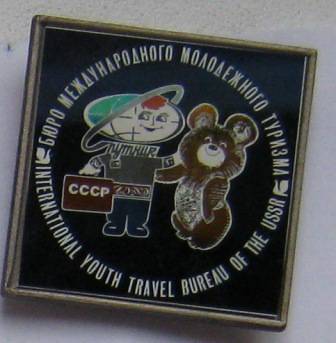 БЮРО МЕЖДУНАРОДНОГО МОЛОДЕЖНОГО ТУРИЗМА
Спутник
СССР
INTERNATIONAL YOUTH TRAVEL BUREAU OF THE USSR